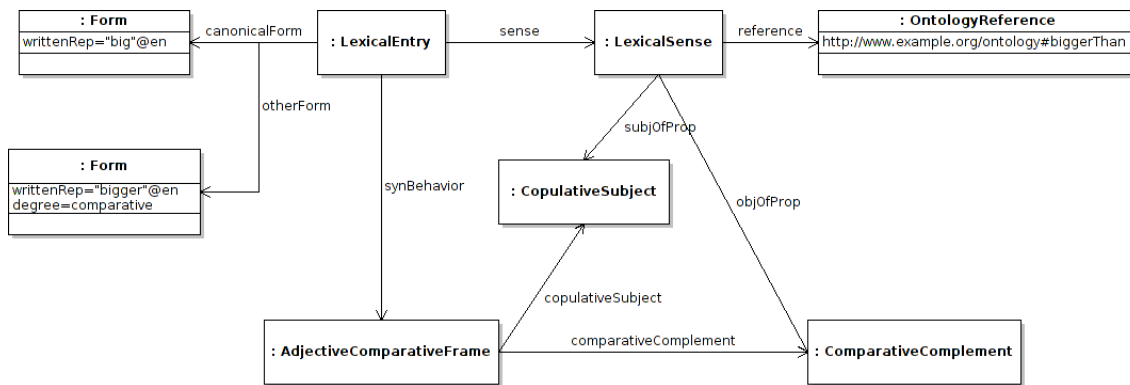 : Form
writtenRep="big"@en
canonicalForm
: LexicalEntry
sense
: LexicalSense
reference
: OntologyReference
http://www.example.org/ontology#biggerThan
otherForm
subjOfProp
: Form
writtenRep="bigger"@en
degree=comparative
synBehavior
: CopulativeSubject
objOfProp
copulativeSubject
: AdjectiveComparativeFrame
comparativeComplement
: ComparativeComplement